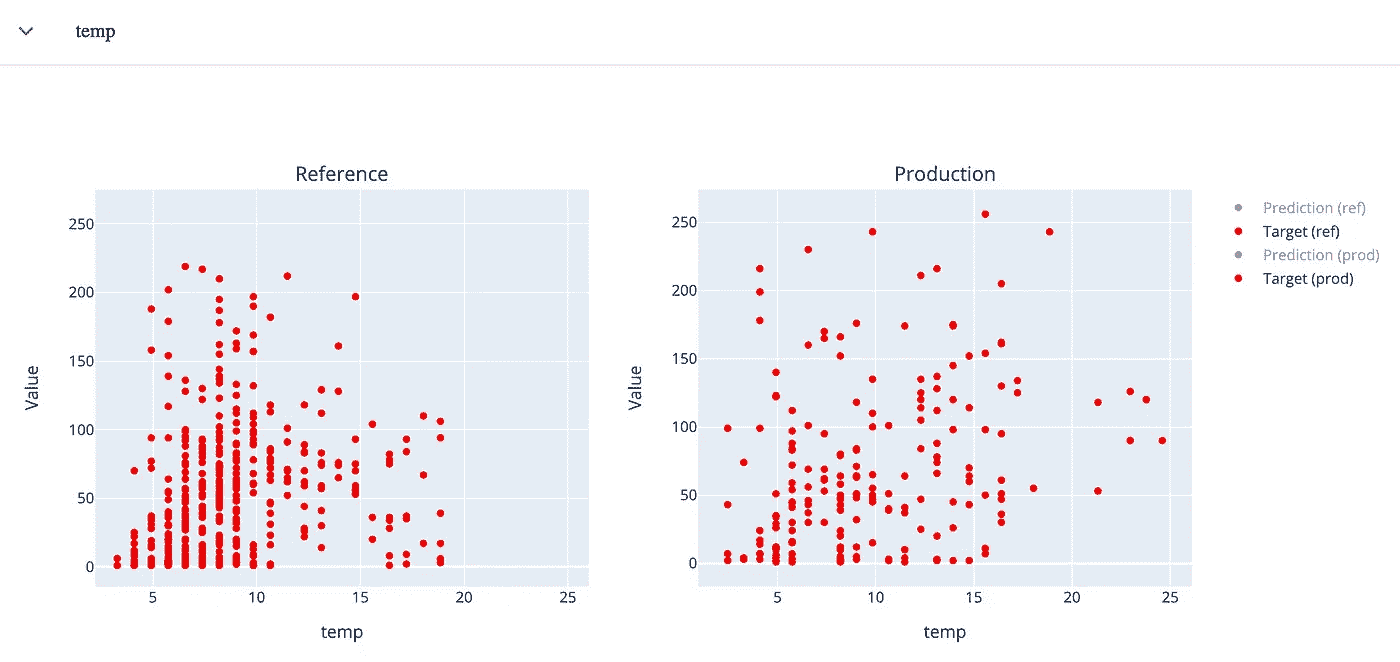 temp
Reference
Production
250
200
150
100
50
0
Value
5
10
15
20
25
temp
250
200
150
100
50
0
Value
5
10
15
20
25
temp
Prediction (ref)
Target (ref)
Prediction (prod)
Target (prod)